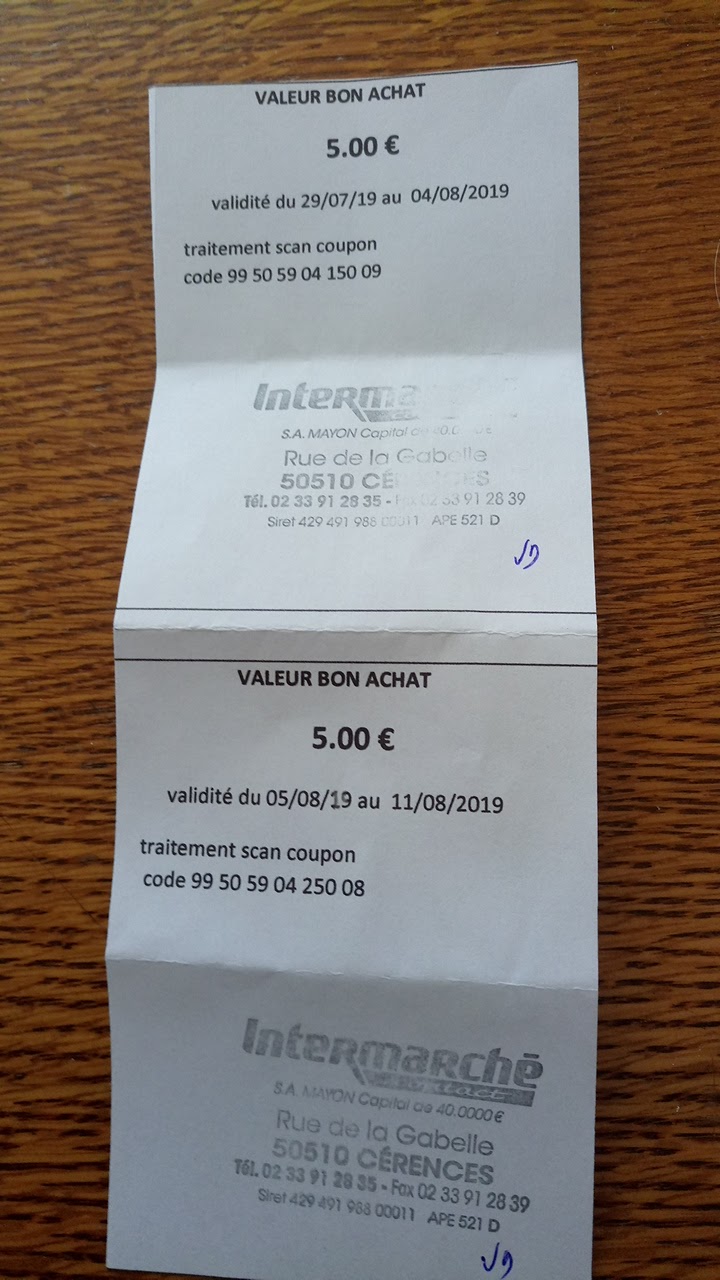 VALEUR BON ACHAT
5.00 €
validité du 29/07/19 au 04/08/2019
traitement scan coupon
code 99 50 59 04 150 09
Interma
S.A. MAYON Capital
Rue de la Gabelle
50510 CÉRENCES
Tél. 02 33 91 28 35 - Fax 02 33 91 28 39
Siret 429 491 988 00011 APE 521 D
VALEUR BON ACHAT
5.00 €
validité du 05/08/19 au 11/08/2019
traitement scan coupon
code 99 50 59 04 250 08
Intermarché
S.A. MAYON Capital de 40.0000 €
Rue de la Gabelle
50510 CÉRENCES
Tél. 02 33 91 28 35 - Fax 02 33 91 28 39
Siret 429 491 988 00011 APE 521 D